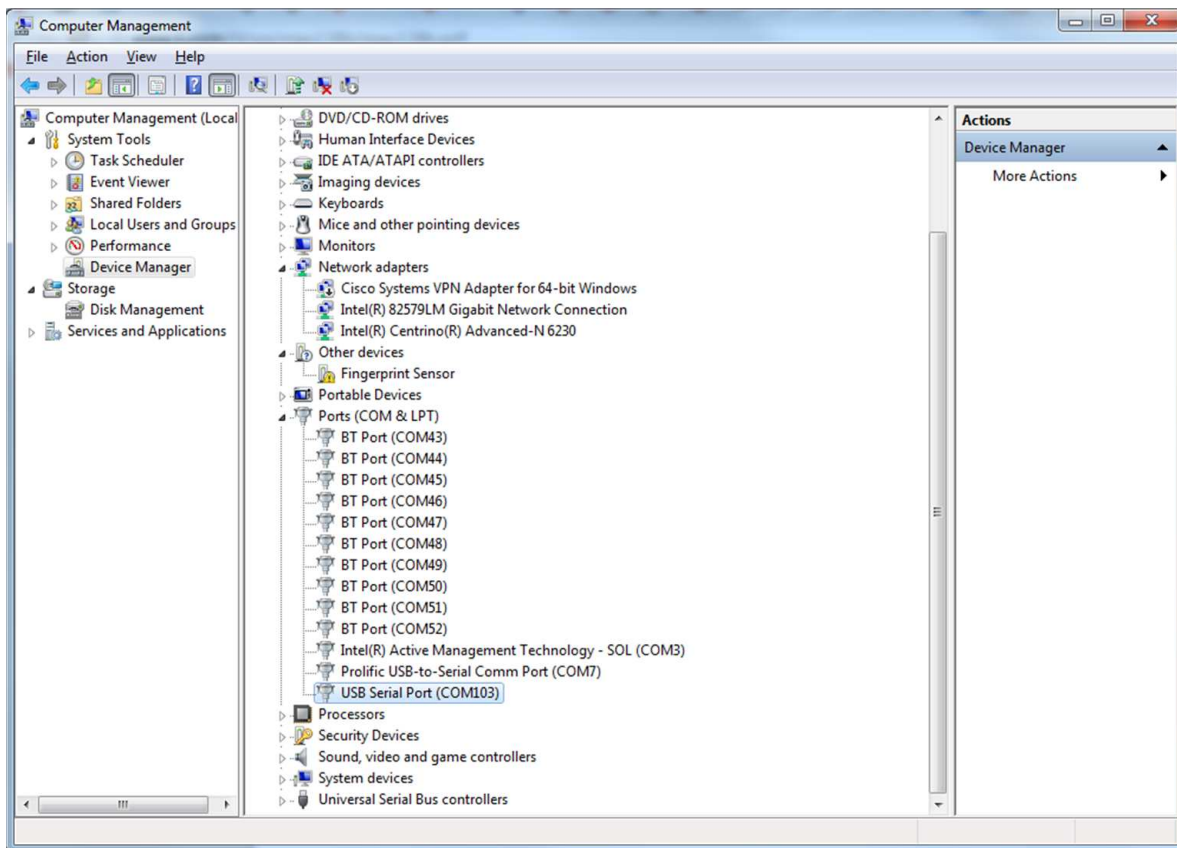 Computer Management
File Action View Help
Computer Management (Local
System Tools
Task Scheduler
Event Viewer
Shared Folders
Local Users and Groups
Performance
Device Manager
Storage
Disk Management
Services and Applications
DVD/CD-ROM drives
Human Interface Devices
IDE ATA/ATAPI controllers
Imaging devices
Keyboards
Mice and other pointing devices
Monitors
Network adapters
Cisco Systems VPN Adapter for 64-bit Windows
Intel(R) 82579LM Gigabit Network Connection
Intel(R) Centrino(R) Advanced-N 6230
Other devices
Fingerprint Sensor
Portable Devices
Ports (COM & LPT)
BT Port (COM43)
BT Port (COM44)
BT Port (COM45)
BT Port (COM46)
BT Port (COM47)
BT Port (COM48)
BT Port (COM49)
BT Port (COM50)
BT Port (COM51)
BT Port (COM52)
Intel(R) Active Management Technology - SOL (COM3)
Prolific USB-to-Serial Comm Port (COM7)
USB Serial Port (COM103)
Processors
Security Devices
Sound, video and game controllers
System devices
Universal Serial Bus controllers
Actions
Device Manager
More Actions